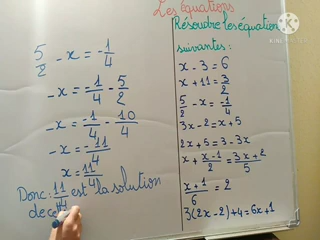 Les équations
Résoudre les équation
suivantes :
x - 3 = 6
x + 11 = 3/2
5/2 - x = -1/4
3x - 2 = x + 5
2x + 5 = 3 - 3x
x + (x - 1)/2 = (3x + 2)/5
(x + 1)/6 = 2
3(2x - 2) + 4 = 6x + 1
5/2 - x = -1/4
-x = -1/4 - 5/2
-x = -1/4 - 10/4
-x = -11/4
x = 11/4
Donc : 11/4 est la solution
de ce